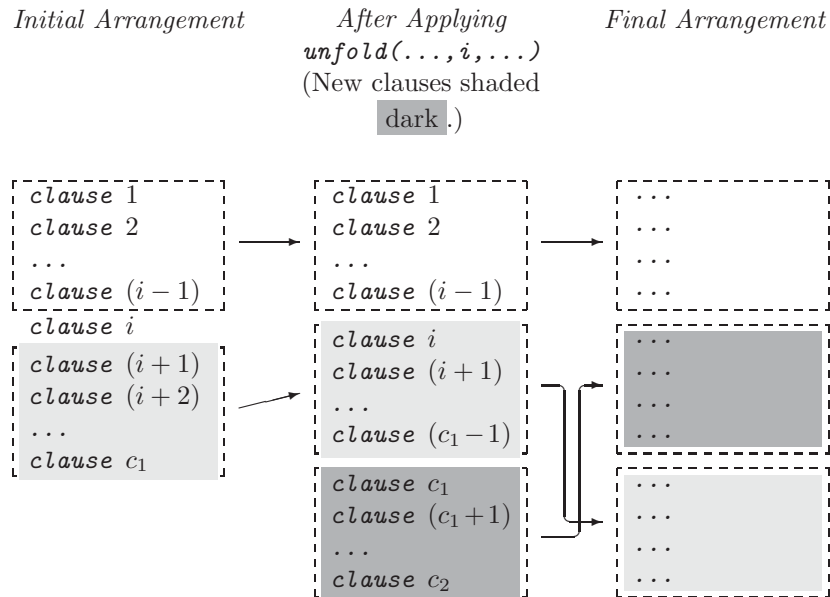 Initial Arrangement
After Applying
unfold(...,i,...)
(New clauses shaded
dark .)
Final Arrangement
clause 1
clause 2
...
clause (i − 1)
clause i
clause (i + 1)
clause (i + 2)
...
clause c₁
clause 1
clause 2
...
clause (i − 1)
clause i
clause (i + 1)
...
clause (c₁ − 1)
clause c₁
clause (c₁ + 1)
...
clause c₂
...
...
...
...
...
...
...
...
...
...
...
...